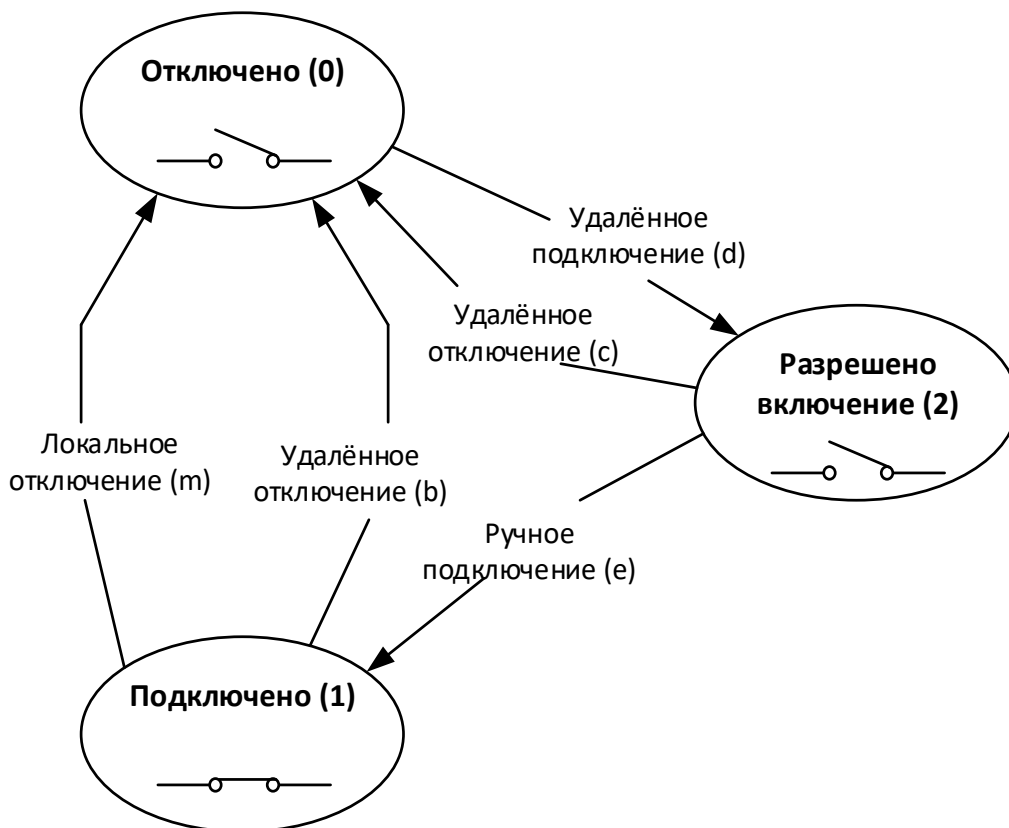 Отключено (0)
Удалённое
подключение (d)
Удалённое
отключение (c)
Разрешено
включение (2)
Локальное
отключение (m)
Удалённое
отключение (b)
Ручное
подключение (e)
Подключено (1)